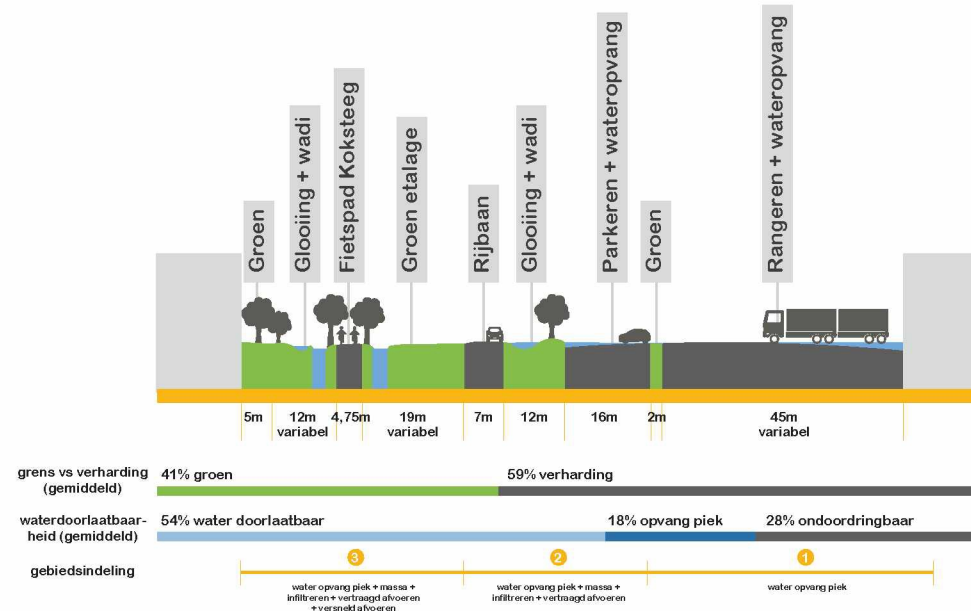 Groen
Glooiing + wadi
Fietspad Koksteeg
Groen etalage
Rijbaan
Glooiing + wadi
Parkeren + wateropvang
Groen
Rangeren + wateropvang
5m
12m
variabel
4,75m
19m
variabel
7m
12m
16m
2m
45m
variabel
grens vs verharding
(gemiddeld)
41% groen
59% verharding
waterdoorlaatbaar-
heid (gemiddeld)
54% water doorlaatbaar
18% opvang piek
28% ondoordringbaar
gebiedsindeling
3
water opvang piek + massa +
infiltreren + vertraagd afvoeren
+ versneld afvoeren
2
water opvang piek + massa +
infiltreren + vertraagd afvoeren
1
water opvang piek